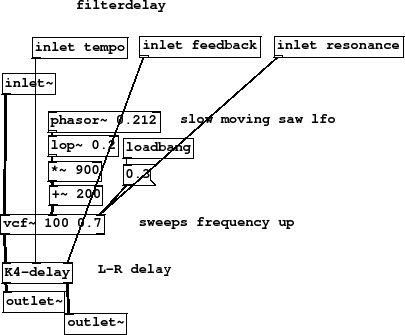 filterdelay
inlet tempo
inlet feedback
inlet resonance
inlet~
phasor~ 0.212
slow moving saw lfo
lop~ 0.2
loadbang
*~ 900
0.3
+~ 200
vcf~ 100 0.7
sweeps frequency up
K4-delay
L-R delay
outlet~
outlet~